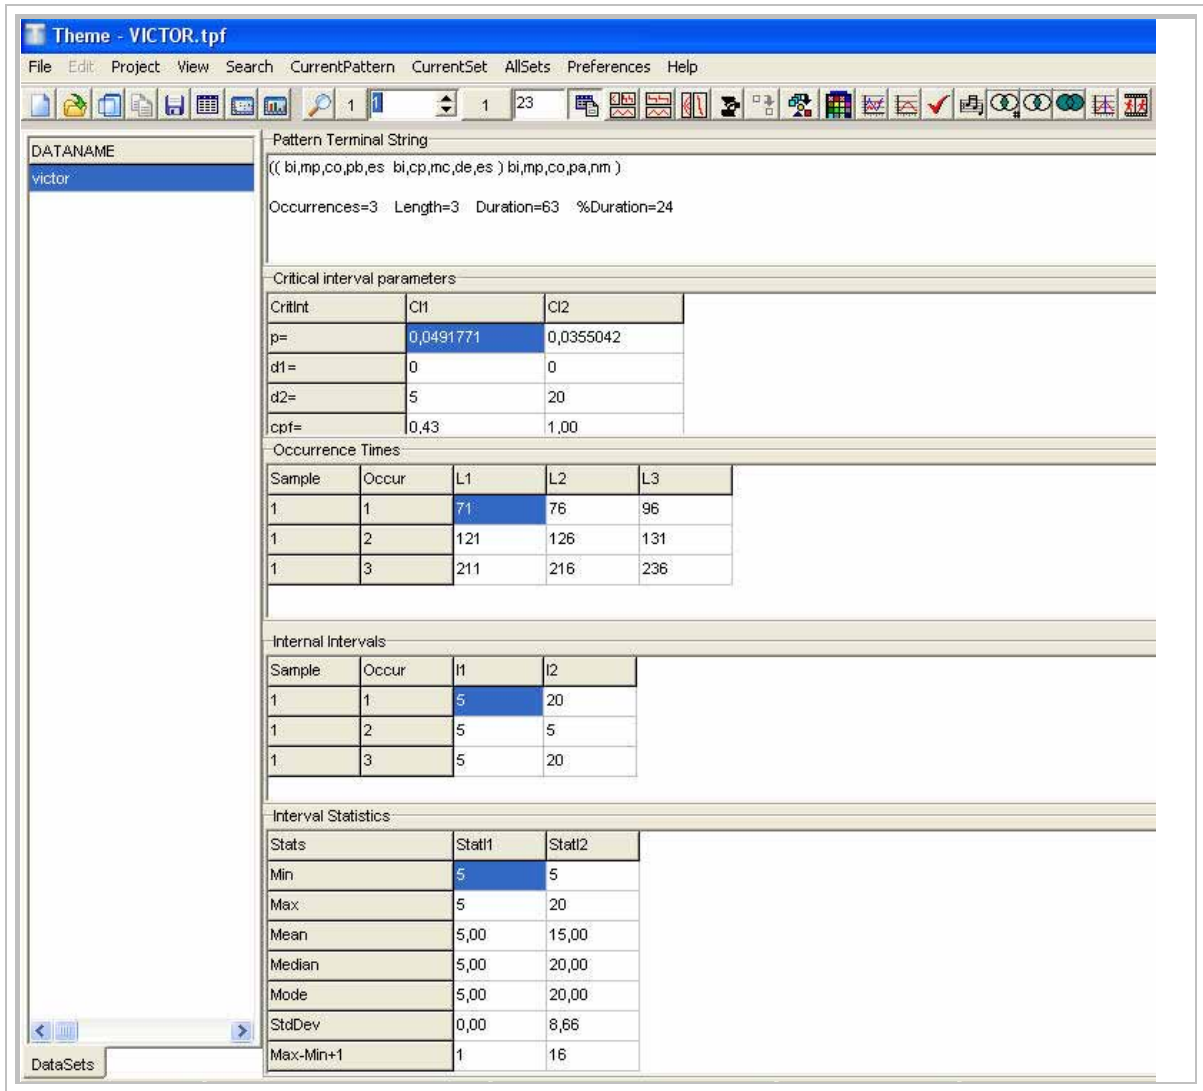 Theme - VICTOR.tpf
File Edit Project View Search CurrentPattern CurrentSet AllSets Preferences Help
1 1 1 23
DATANAME
victor
Pattern Terminal String
(( bi,mp,co,pb,es bi,cp,mc,de,es ) bi,mp,co,pa,nm )
Occurrences=3 Length=3 Duration=63 %Duration=24
Critical interval parameters
CritInt CI1 CI2
p= 0,0491771 0,0355042
d1= 0 0
d2= 5 20
cpf= 0,43 1,00
Occurrence Times
Sample Occur L1 L2 L3
1 1 71 76 96
1 2 121 126 131
1 3 211 216 236
Internal Intervals
Sample Occur I1 I2
1 1 5 20
1 2 5 5
1 3 5 20
Interval Statistics
Stats StatI1 StatI2
Min 5 5
Max 5 20
Mean 5,00 15,00
Median 5,00 20,00
Mode 5,00 20,00
StdDev 0,00 8,66
Max-Min+1 1 16
DataSets